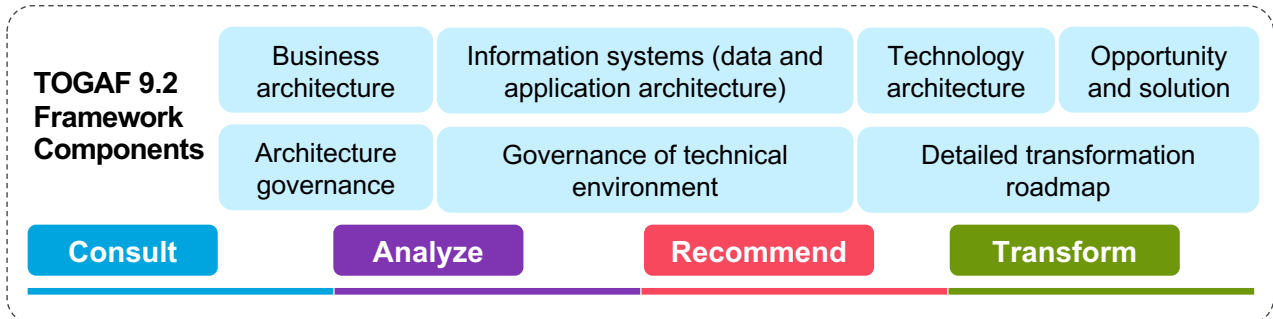 TOGAF 9.2
Framework
Components
Business
architecture
Information systems (data and
application architecture)
Technology
architecture
Opportunity
and solution
Architecture
governance
Governance of technical
environment
Detailed transformation
roadmap
Consult
Analyze
Recommend
Transform